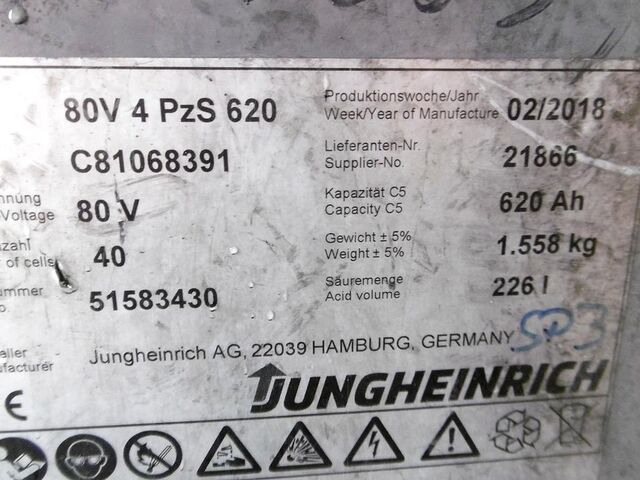 80V 4 PzS 620
Produktionswoche/Jahr
Week/Year of Manufacture
02/2018
C81068391
Lieferanten-Nr.
Supplier-No.
21866
Voltage
80 V
Kapazität C5
Capacity C5
620 Ah
of cells
40
Gewicht ± 5%
Weight ± 5%
1.558 kg
51583430
Säuremenge
Acid volume
226 l
Jungheinrich AG, 22039 HAMBURG, GERMANY
JUNGHEINRICH
CE